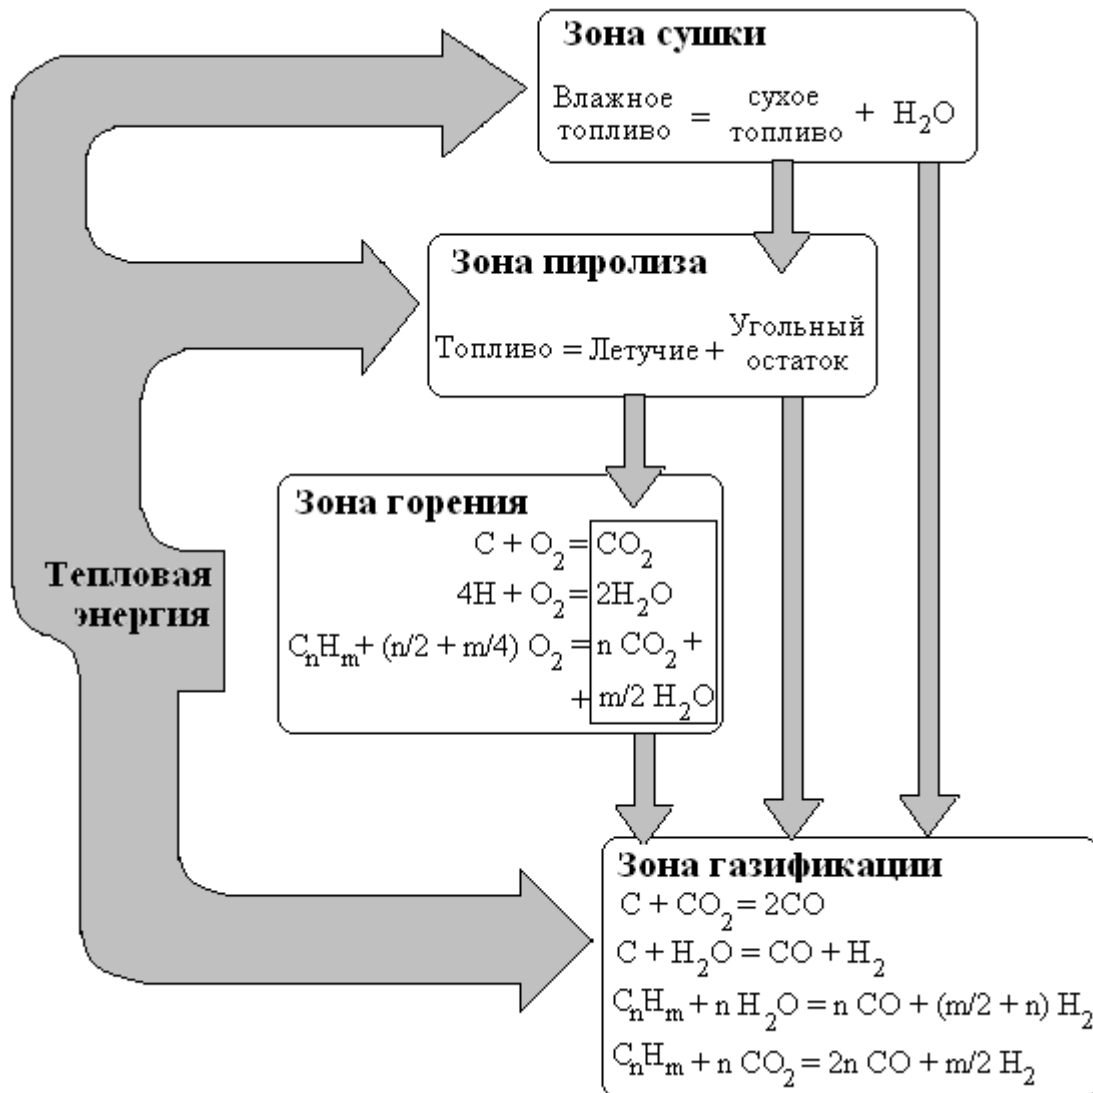 Зона сушки
Влажное топливо = сухое топливо + H₂O
Зона пиролиза
Топливо = Летучие + Угольный остаток
Зона горения
C + O₂ = CO₂
4H + O₂ = 2H₂O
CₙHₘ + (n/2 + m/4) O₂ = n CO₂ +
+ m/2 H₂O
Тепловая
энергия
Зона газификации
C + CO₂ = 2CO
C + H₂O = CO + H₂
CₙHₘ + n H₂O = n CO + (m/2 + n) H₂
CₙHₘ + n CO₂ = 2n CO + m/2 H₂